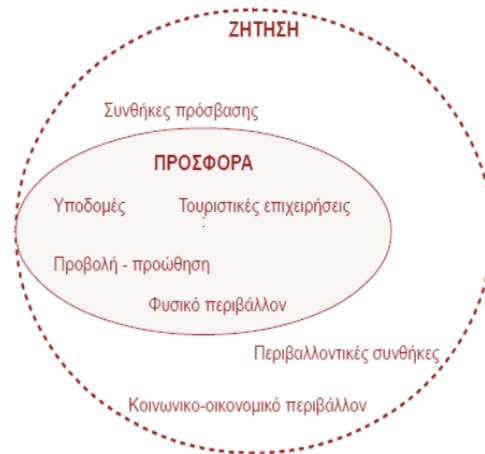 ΖΗΤΗΣΗ
Συνθήκες πρόσβασης
ΠΡΟΣΦΟΡΑ
Υποδομές Τουριστικές επιχειρήσεις
Προβολή - προώθηση
Φυσικό περιβάλλον
Περιβαλλοντικές συνθήκες
Κοινωνικο-οικονομικό περιβάλλον